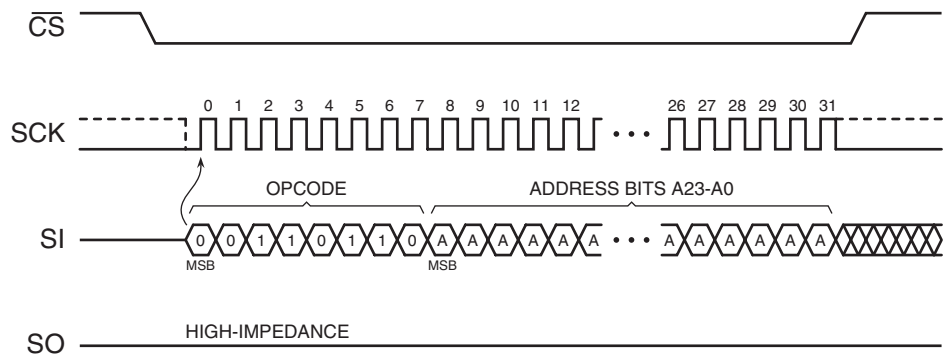 CS
0 1 2 3 4 5 6 7 8 9 10 11 12 26 27 28 29 30 31
SCK
OPCODE ADDRESS BITS A23-A0
SI 0 0 1 1 0 1 1 0 A A A A A A A A A A A A
MSB MSB
HIGH-IMPEDANCE
SO